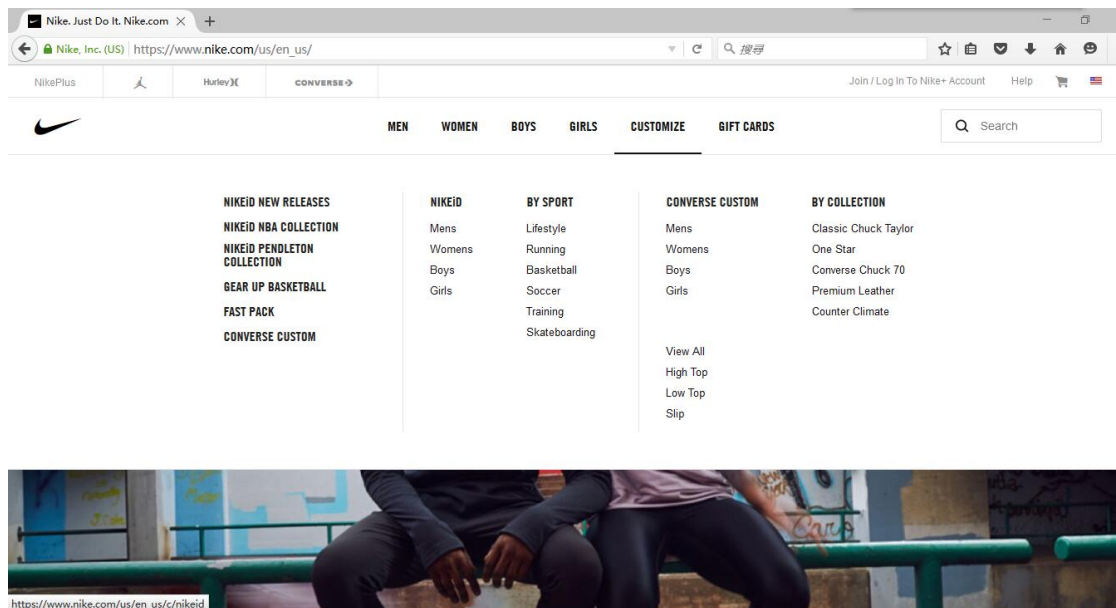 Nike. Just Do It. Nike.com
Nike, Inc. (US) https://www.nike.com/us/en_us/
搜尋
NikePlus Hurley CONVERSE Join / Log In To Nike+ Account Help
MEN WOMEN BOYS GIRLS CUSTOMIZE GIFT CARDS Search
NIKEiD NEW RELEASES
NIKEiD NBA COLLECTION
NIKEiD PENDLETON
COLLECTION
GEAR UP BASKETBALL
FAST PACK
CONVERSE CUSTOM
NIKEiD
Mens
Womens
Boys
Girls
BY SPORT
Lifestyle
Running
Basketball
Soccer
Training
Skateboarding
CONVERSE CUSTOM
Mens
Womens
Boys
Girls
View All
High Top
Low Top
Slip
BY COLLECTION
Classic Chuck Taylor
One Star
Converse Chuck 70
Premium Leather
Counter Climate
https://www.nike.com/us/en_us/c/nikeid